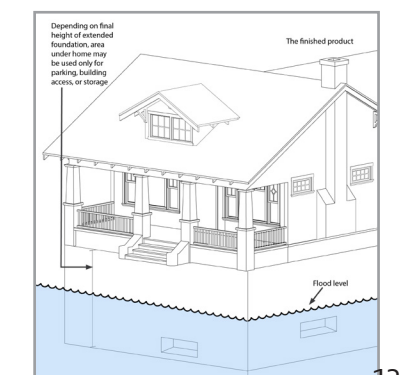 Depending on final
height of extended
foundation, area
under home may
be used only for
parking, building
access, or storage
The finished product
Flood level